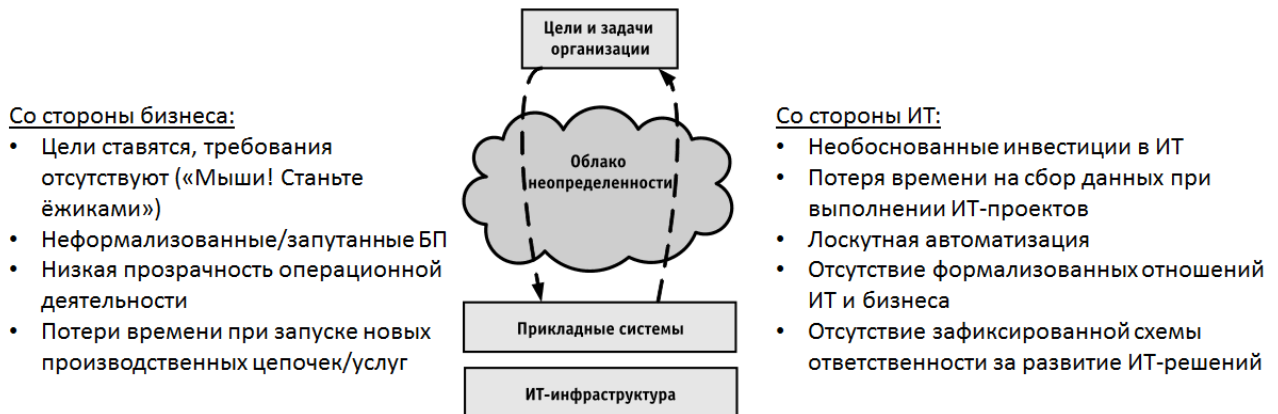 Цели и задачи
организации
Со стороны бизнеса:
• Цели ставятся, требования
отсутствуют («Мыши! Станьте
ёжиками»)
• Неформализованные/запутанные БП
• Низкая прозрачность операционной
деятельности
• Потери времени при запуске новых
производственных цепочек/услуг
Облако
неопределенности
Прикладные системы
ИТ-инфраструктура
Со стороны ИТ:
• Необоснованные инвестиции в ИТ
• Потеря времени на сбор данных при
выполнении ИТ-проектов
• Лоскутная автоматизация
• Отсутствие формализованных отношений
ИТ и бизнеса
• Отсутствие зафиксированной схемы
ответственности за развитие ИТ-решений